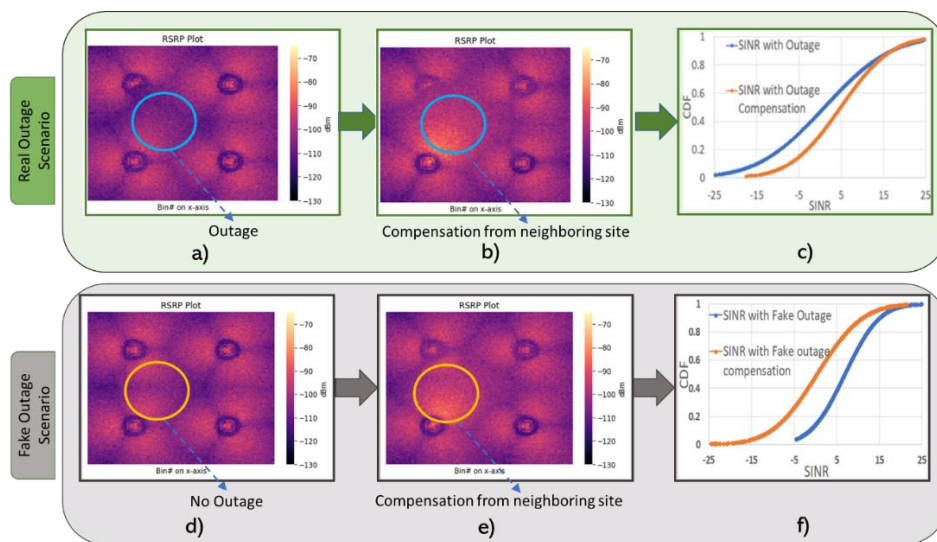 Real Outage
Scenario
RSRP Plot
−70
−80
−90
−100
−110
−120
−130
dBm
Bin# on x-axis
Outage
a)
RSRP Plot
−70
−80
−90
−100
−110
−120
−130
dBm
Bin# on x-axis
Compensation from neighboring site
b)
1
0.8
0.6
0.4
0.2
0
CDF
SINR with Outage
SINR with Outage
Compensation
-25
-15
-5
5
15
25
SINR
c)
Fake Outage
Scenario
RSRP Plot
−70
−80
−90
−100
−110
−120
−130
dBm
Bin# on x-axis
No Outage
d)
RSRP Plot
−70
−80
−90
−100
−110
−120
−130
dBm
Bin# on x-axis
Compensation from neighboring site
e)
1
0.8
0.6
0.4
0.2
0
CDF
SINR with Fake Outage
SINR with Fake outage
compensation
-25
-15
-5
5
15
25
SINR
f)